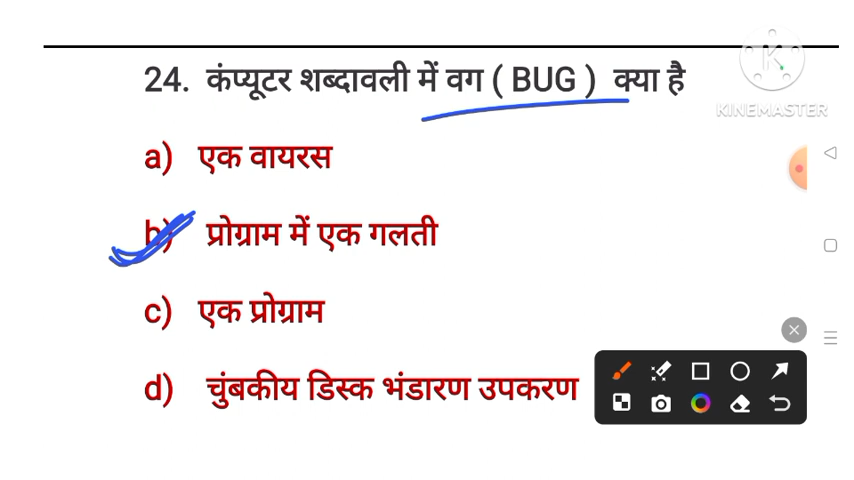 24. कंप्यूटर शब्दावली में वग ( BUG ) क्या है
KINEMASTER
a) एक वायरस
b) प्रोग्राम में एक गलती
c) एक प्रोग्राम
d) चुंबकीय डिस्क भंडारण उपकरण